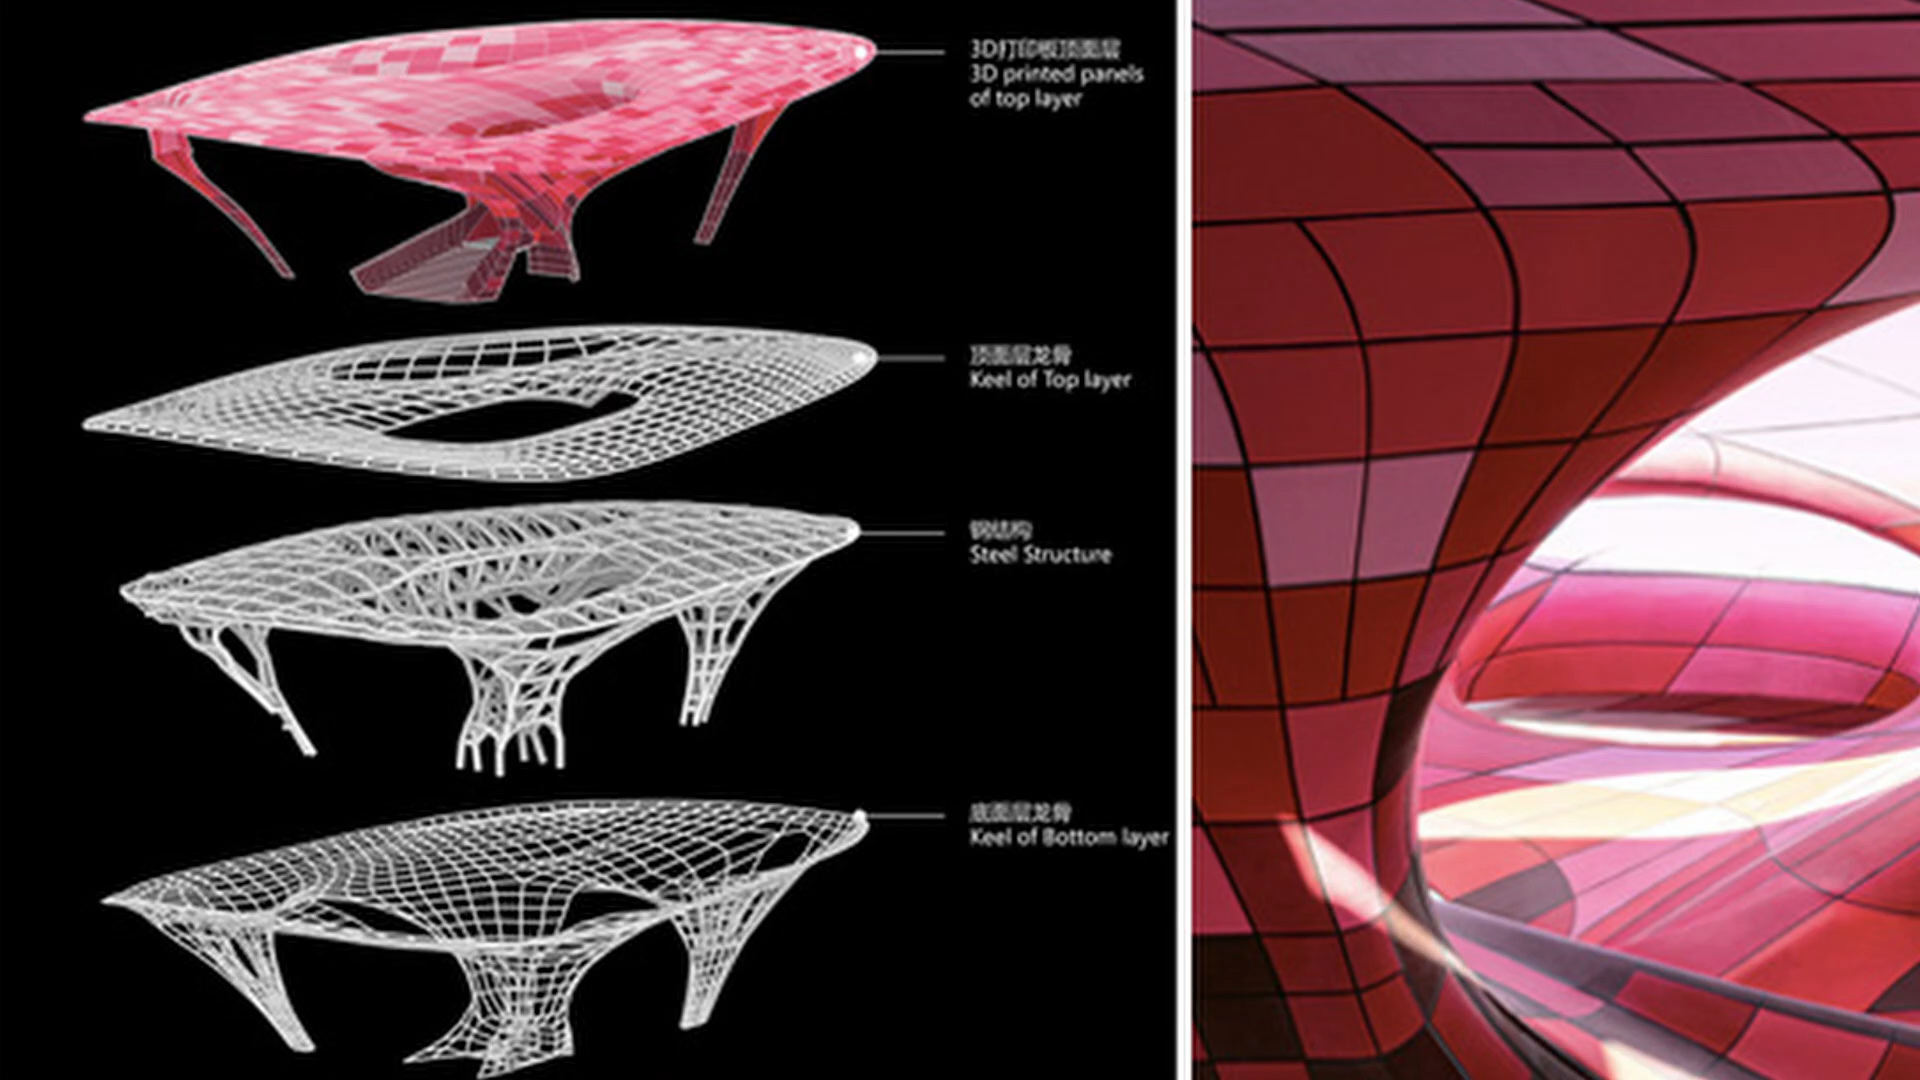 3D打印板顶面层
3D printed panels
of top layer
顶面层龙骨
Keel of Top layer
钢结构
Steel Structure
底面层龙骨
Keel of Bottom layer